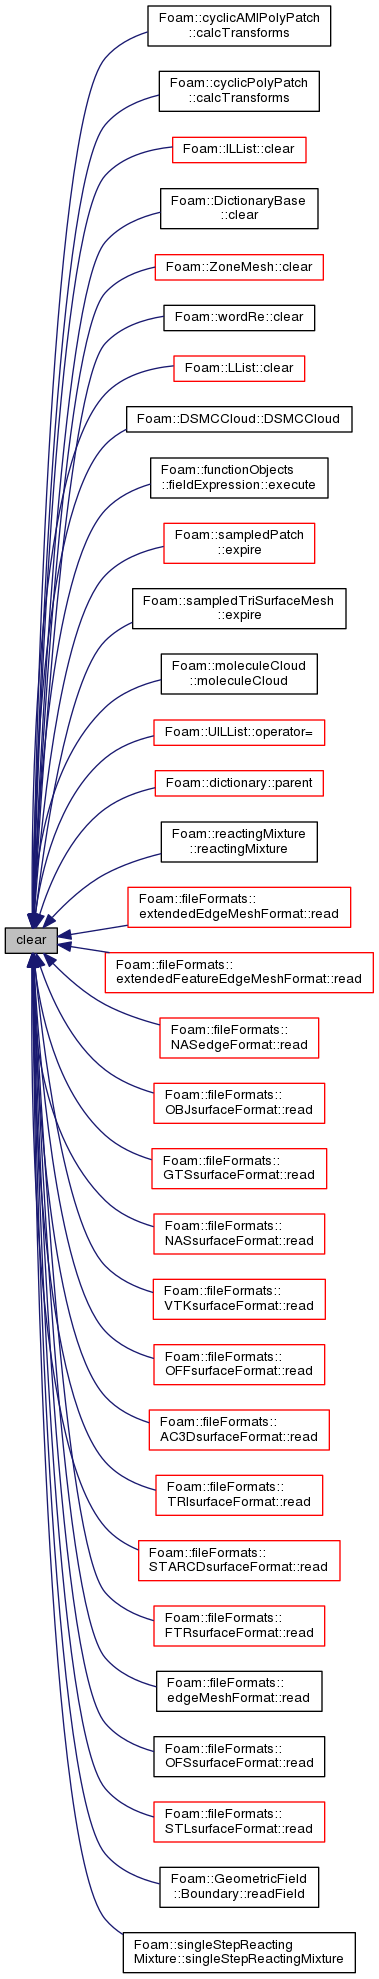 Foam::cyclicAMIPolyPatch
::calcTransforms
Foam::cyclicPolyPatch
::calcTransforms
Foam::ILList::clear
Foam::DictionaryBase
::clear
Foam::ZoneMesh::clear
Foam::wordRe::clear
Foam::LList::clear
Foam::DSMCCloud::DSMCCloud
Foam::functionObjects
::fieldExpression::execute
Foam::sampledPatch
::expire
Foam::sampledTriSurfaceMesh
::expire
Foam::moleculeCloud
::moleculeCloud
Foam::UILList::operator=
Foam::dictionary::parent
Foam::reactingMixture
::reactingMixture
Foam::fileFormats::
extendedEdgeMeshFormat::read
clear
Foam::fileFormats::
extendedFeatureEdgeMeshFormat::read
Foam::fileFormats::
NASedgeFormat::read
Foam::fileFormats::
OBJsurfaceFormat::read
Foam::fileFormats::
GTSsurfaceFormat::read
Foam::fileFormats::
NASsurfaceFormat::read
Foam::fileFormats::
VTKsurfaceFormat::read
Foam::fileFormats::
OFFsurfaceFormat::read
Foam::fileFormats::
AC3DsurfaceFormat::read
Foam::fileFormats::
TRIsurfaceFormat::read
Foam::fileFormats::
STARCDsurfaceFormat::read
Foam::fileFormats::
FTRsurfaceFormat::read
Foam::fileFormats::
edgeMeshFormat::read
Foam::fileFormats::
OFSsurfaceFormat::read
Foam::fileFormats::
STLsurfaceFormat::read
Foam::GeometricField
::Boundary::readField
Foam::singleStepReacting
Mixture::singleStepReactingMixture